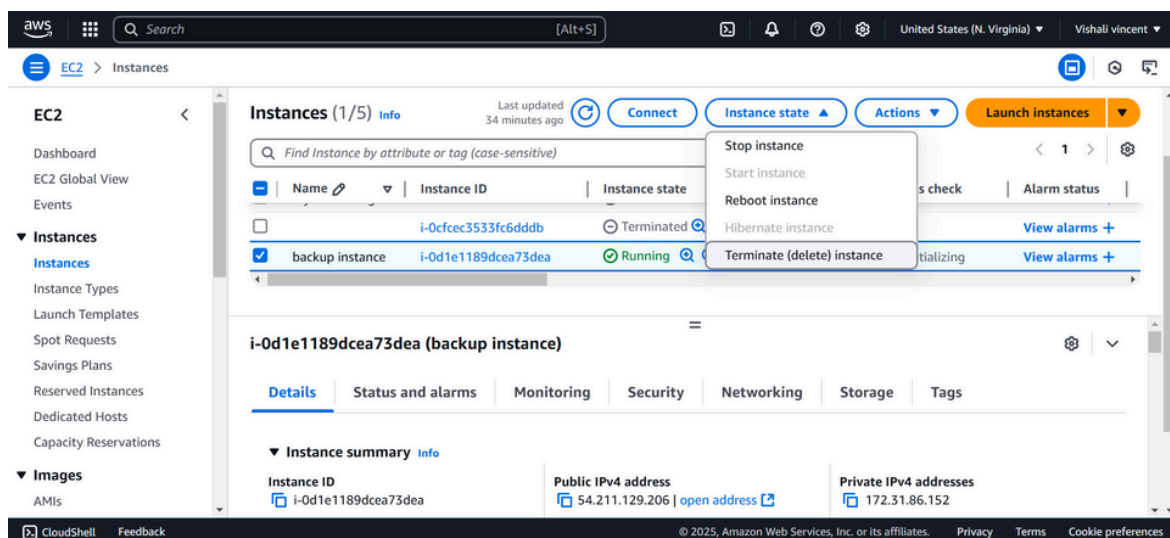 aws Search [Alt+S] United States (N. Virginia) Vishali vincent
EC2 > Instances
EC2
Dashboard
EC2 Global View
Events
Instances
Instances
Instance Types
Launch Templates
Spot Requests
Savings Plans
Reserved Instances
Dedicated Hosts
Capacity Reservations
Images
AMIs
Instances (1/5) Info Last updated
34 minutes ago Connect Instance state Actions Launch instances
Find Instance by attribute or tag (case-sensitive) 1
Stop instance
Start instance
Reboot instance
Hibernate instance
Terminate (delete) instance
Name Instance ID Instance state s check Alarm status
i-0cfcec3533fc6dddb Terminated View alarms +
backup instance i-0d1e1189dcea73dea Running tializing View alarms +
i-0d1e1189dcea73dea (backup instance)
Details Status and alarms Monitoring Security Networking Storage Tags
Instance summary Info
Instance ID Public IPv4 address Private IPv4 addresses
i-0d1e1189dcea73dea 54.211.129.206 | open address 172.31.86.152
CloudShell Feedback © 2025, Amazon Web Services, Inc. or its affiliates. Privacy Terms Cookie preferences